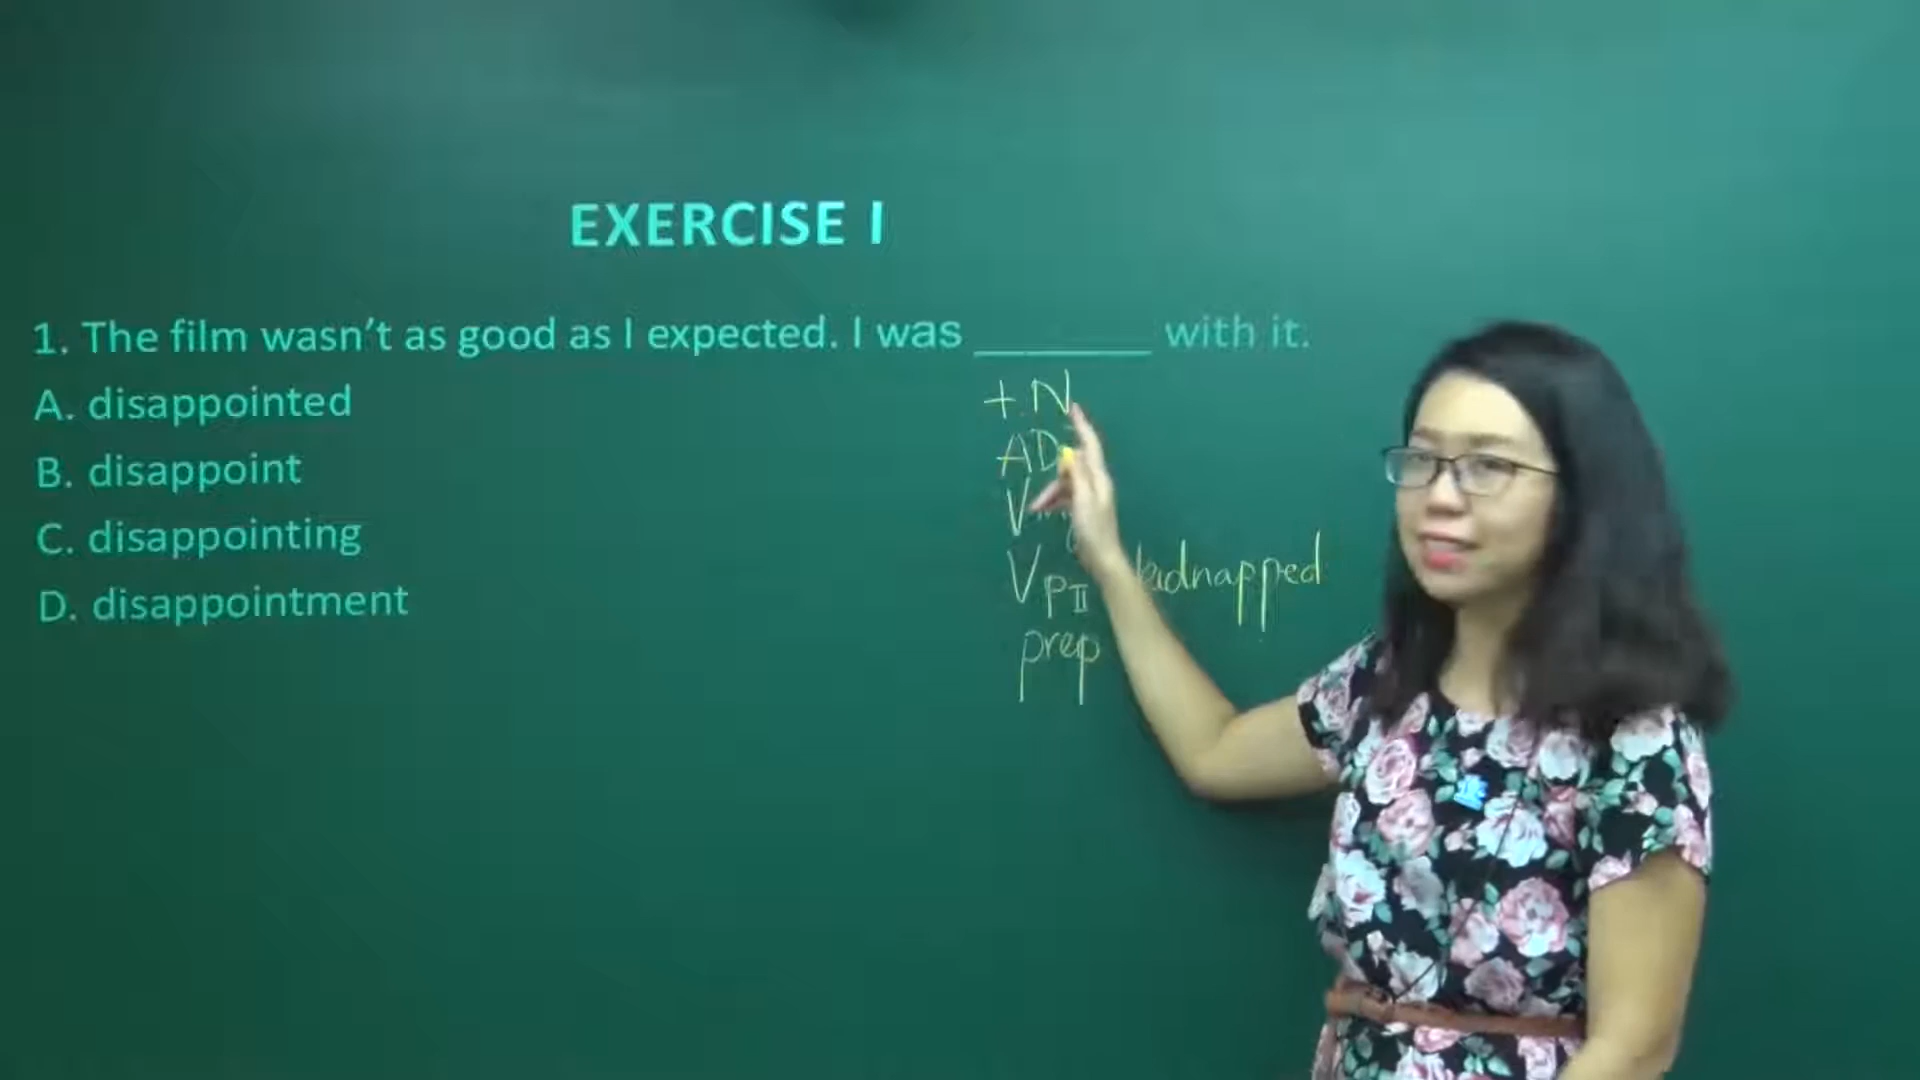 EXERCISE I
1. The film wasn't as good as I expected. I was ________ with it.
A. disappointed
B. disappoint
C. disappointing
D. disappointment
+ N
V
V PII
prep